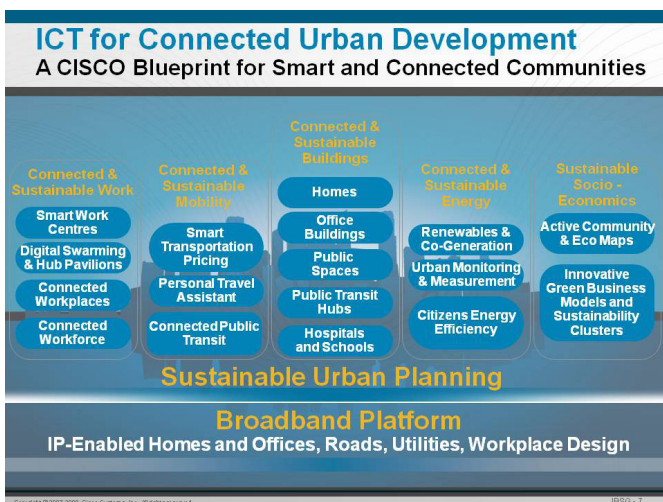 ICT for Connected Urban Development
A CISCO Blueprint for Smart and Connected Communities
Connected &
Sustainable Work
Smart Work
Centres
Digital Swarming
& Hub Pavilions
Connected
Workplaces
Connected
Workforce
Connected &
Sustainable
Mobility
Smart
Transportation
Pricing
Personal Travel
Assistant
Connected Public
Transit
Connected &
Sustainable
Buildings
Homes
Office
Buildings
Public
Spaces
Public Transit
Hubs
Hospitals
and Schools
Connected &
Sustainable
Energy
Renewables &
Co-Generation
Urban Monitoring
& Measurement
Citizens Energy
Efficiency
Sustainable
Socio -
Economics
Active Community
& Eco Maps
Innovative
Green Business
Models and
Sustainability
Clusters
Sustainable Urban Planning
Broadband Platform
IP-Enabled Homes and Offices, Roads, Utilities, Workplace Design
IBSG - 7